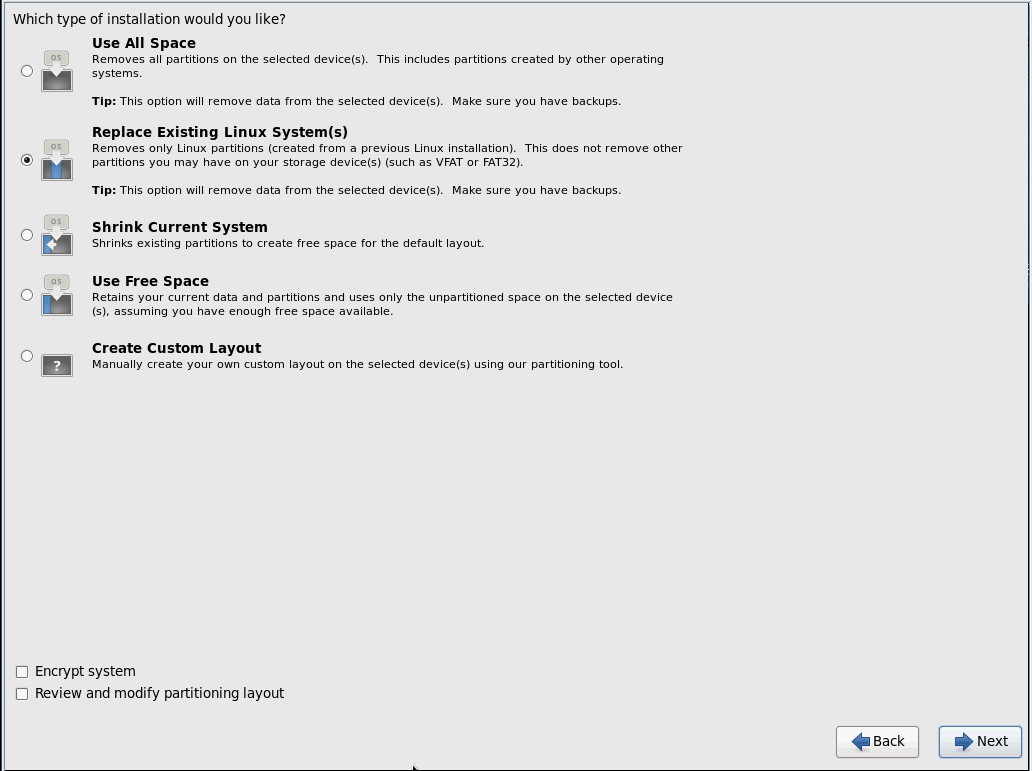 Which type of installation would you like?
OS
Use All Space
Removes all partitions on the selected device(s).  This includes partitions created by other operating
systems.
Tip: This option will remove data from the selected device(s).  Make sure you have backups.
OS
Replace Existing Linux System(s)
Removes only Linux partitions (created from a previous Linux installation).  This does not remove other
partitions you may have on your storage device(s) (such as VFAT or FAT32).
Tip: This option will remove data from the selected device(s).  Make sure you have backups.
OS
Shrink Current System
Shrinks existing partitions to create free space for the default layout.
OS
Use Free Space
Retains your current data and partitions and uses only the unpartitioned space on the selected device
(s), assuming you have enough free space available.
?
Create Custom Layout
Manually create your own custom layout on the selected device(s) using our partitioning tool.
Encrypt system
Review and modify partitioning layout
Back
Next